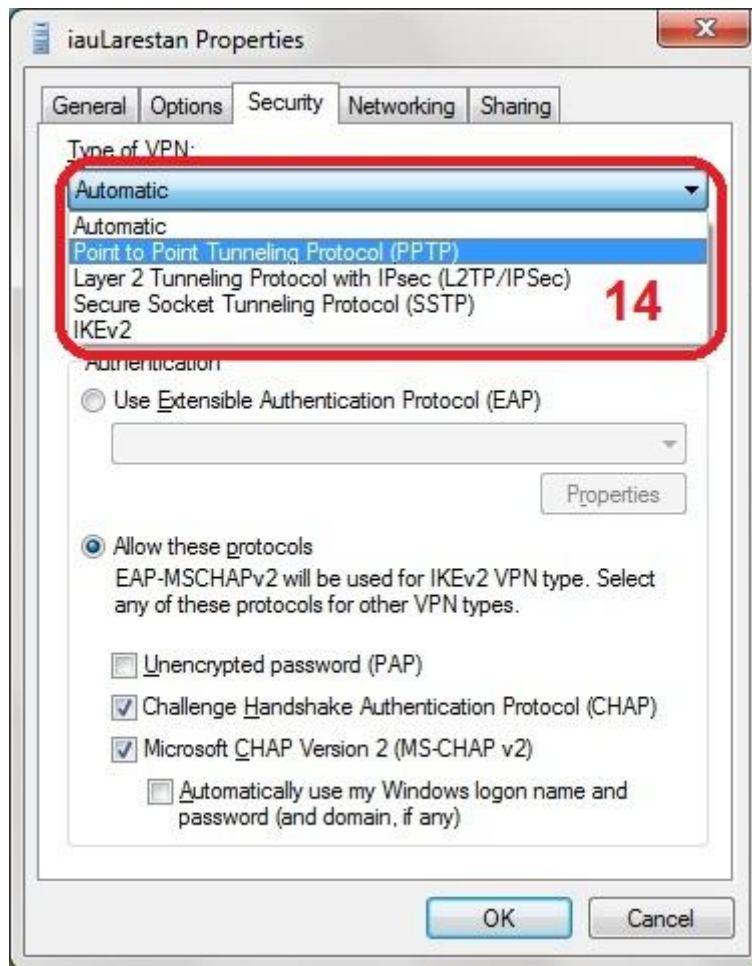 iauLarestan Properties
General Options Security Networking Sharing
Type of VPN:
Automatic
Automatic
Point to Point Tunneling Protocol (PPTP)
Layer 2 Tunneling Protocol with IPsec (L2TP/IPSec)
Secure Socket Tunneling Protocol (SSTP)
IKEv2
14
Authentication
Use Extensible Authentication Protocol (EAP)
Properties
Allow these protocols
EAP-MSCHAPv2 will be used for IKEv2 VPN type. Select
any of these protocols for other VPN types.
Unencrypted password (PAP)
Challenge Handshake Authentication Protocol (CHAP)
Microsoft CHAP Version 2 (MS-CHAP v2)
Automatically use my Windows logon name and
password (and domain, if any)
OK Cancel